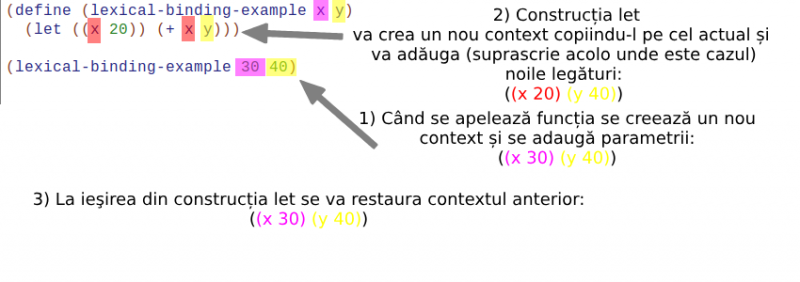 (define (lexical-binding-example x y)
(let ((x 20)) (+ x y)))
(lexical-binding-example 30 40)
2) Construcția let
va crea un nou context copiindu-l pe cel actual și
va adăuga (suprascrie acolo unde este cazul)
noile legături:
((x 20) (y 40))
1) Când se apelează funcția se creează un nou
context și se adaugă parametrii:
((x 30) (y 40))
3) La ieşirea din construcția let se va restaura contextul anterior:
((x 30) (y 40))